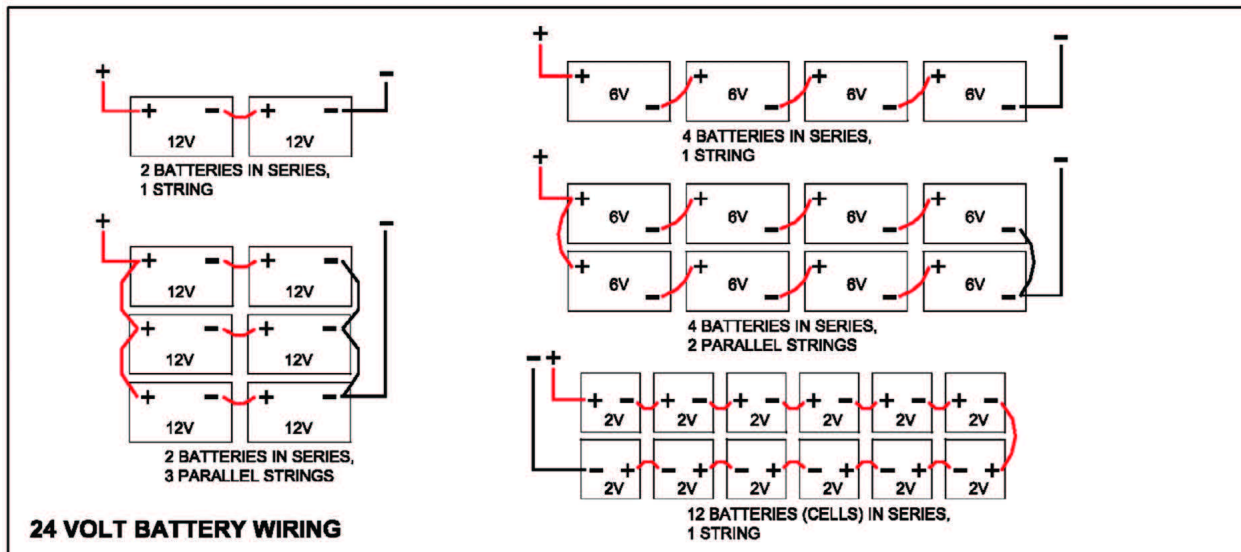 + -
+ - + -
12V 12V
2 BATTERIES IN SERIES,
1 STRING
+ -
+ - + -
12V 12V
+ - + -
12V 12V
+ - + -
12V 12V
2 BATTERIES IN SERIES,
3 PARALLEL STRINGS
+ -
+ - + - + - + -
6V 6V 6V 6V
4 BATTERIES IN SERIES,
1 STRING
+ -
+ - + - + - + -
6V 6V 6V 6V
+ - + - + - + -
6V 6V 6V 6V
4 BATTERIES IN SERIES,
2 PARALLEL STRINGS
- +
+ - + - + - + - + - + -
2V 2V 2V 2V 2V 2V
- + - + - + - + - + - +
2V 2V 2V 2V 2V 2V
12 BATTERIES (CELLS) IN SERIES,
1 STRING
24 VOLT BATTERY WIRING